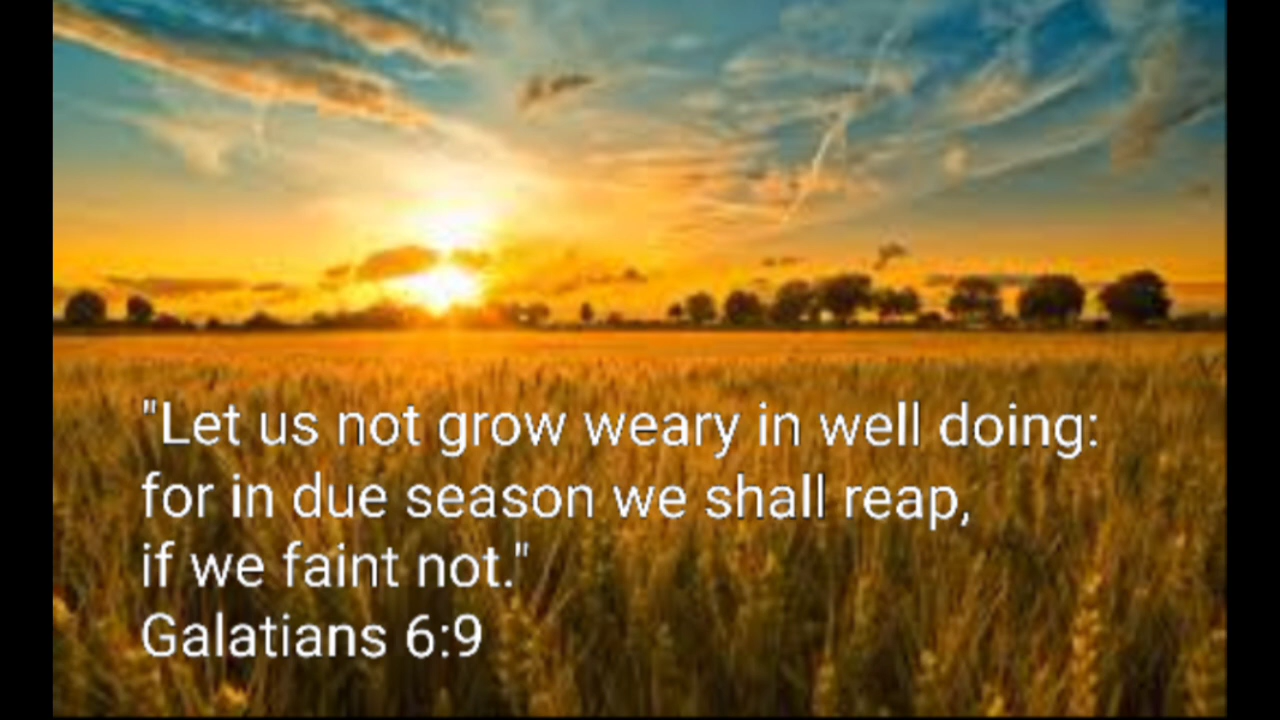 "Let us not grow weary in well doing:
for in due season we shall reap,
if we faint not."
Galatians 6:9